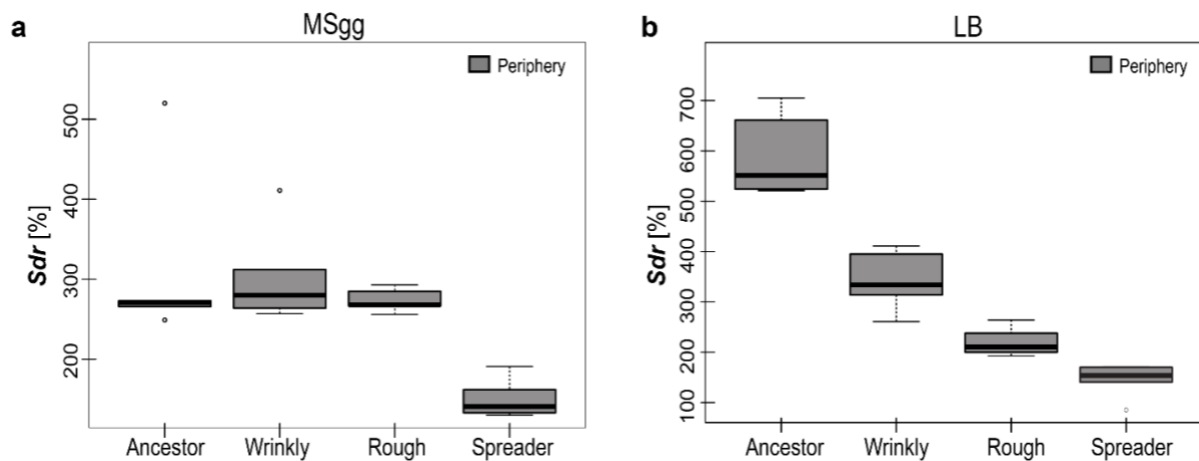 a
MSgg
Periphery
Sdr [%]
500
400
300
200
Ancestor Wrinkly Rough Spreader
b
LB
Periphery
Sdr [%]
700
600
500
400
300
200
100
Ancestor Wrinkly Rough Spreader